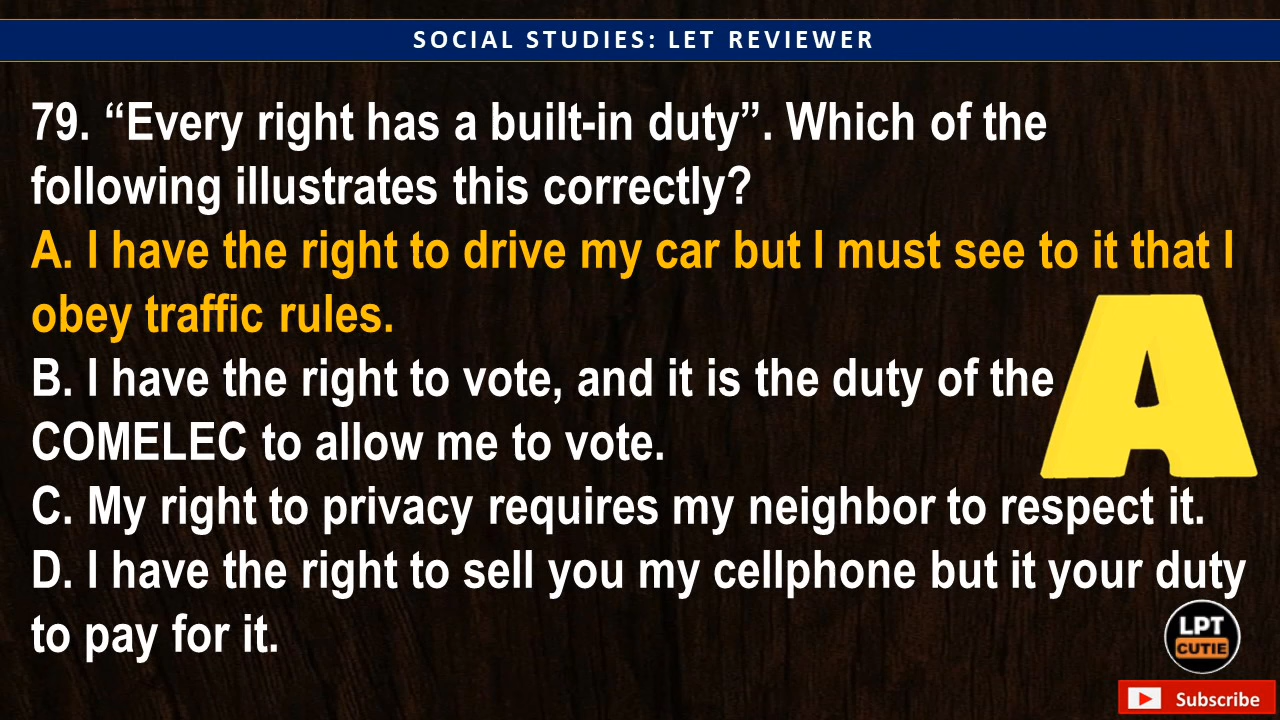 SOCIAL STUDIES: LET REVIEWER
79. “Every right has a built-in duty”. Which of the
following illustrates this correctly?
A. I have the right to drive my car but I must see to it that I
obey traffic rules.
B. I have the right to vote, and it is the duty of the
COMELEC to allow me to vote.
A
C. My right to privacy requires my neighbor to respect it.
D. I have the right to sell you my cellphone but it your duty
to pay for it.
LPT
CUTIE
Subscribe